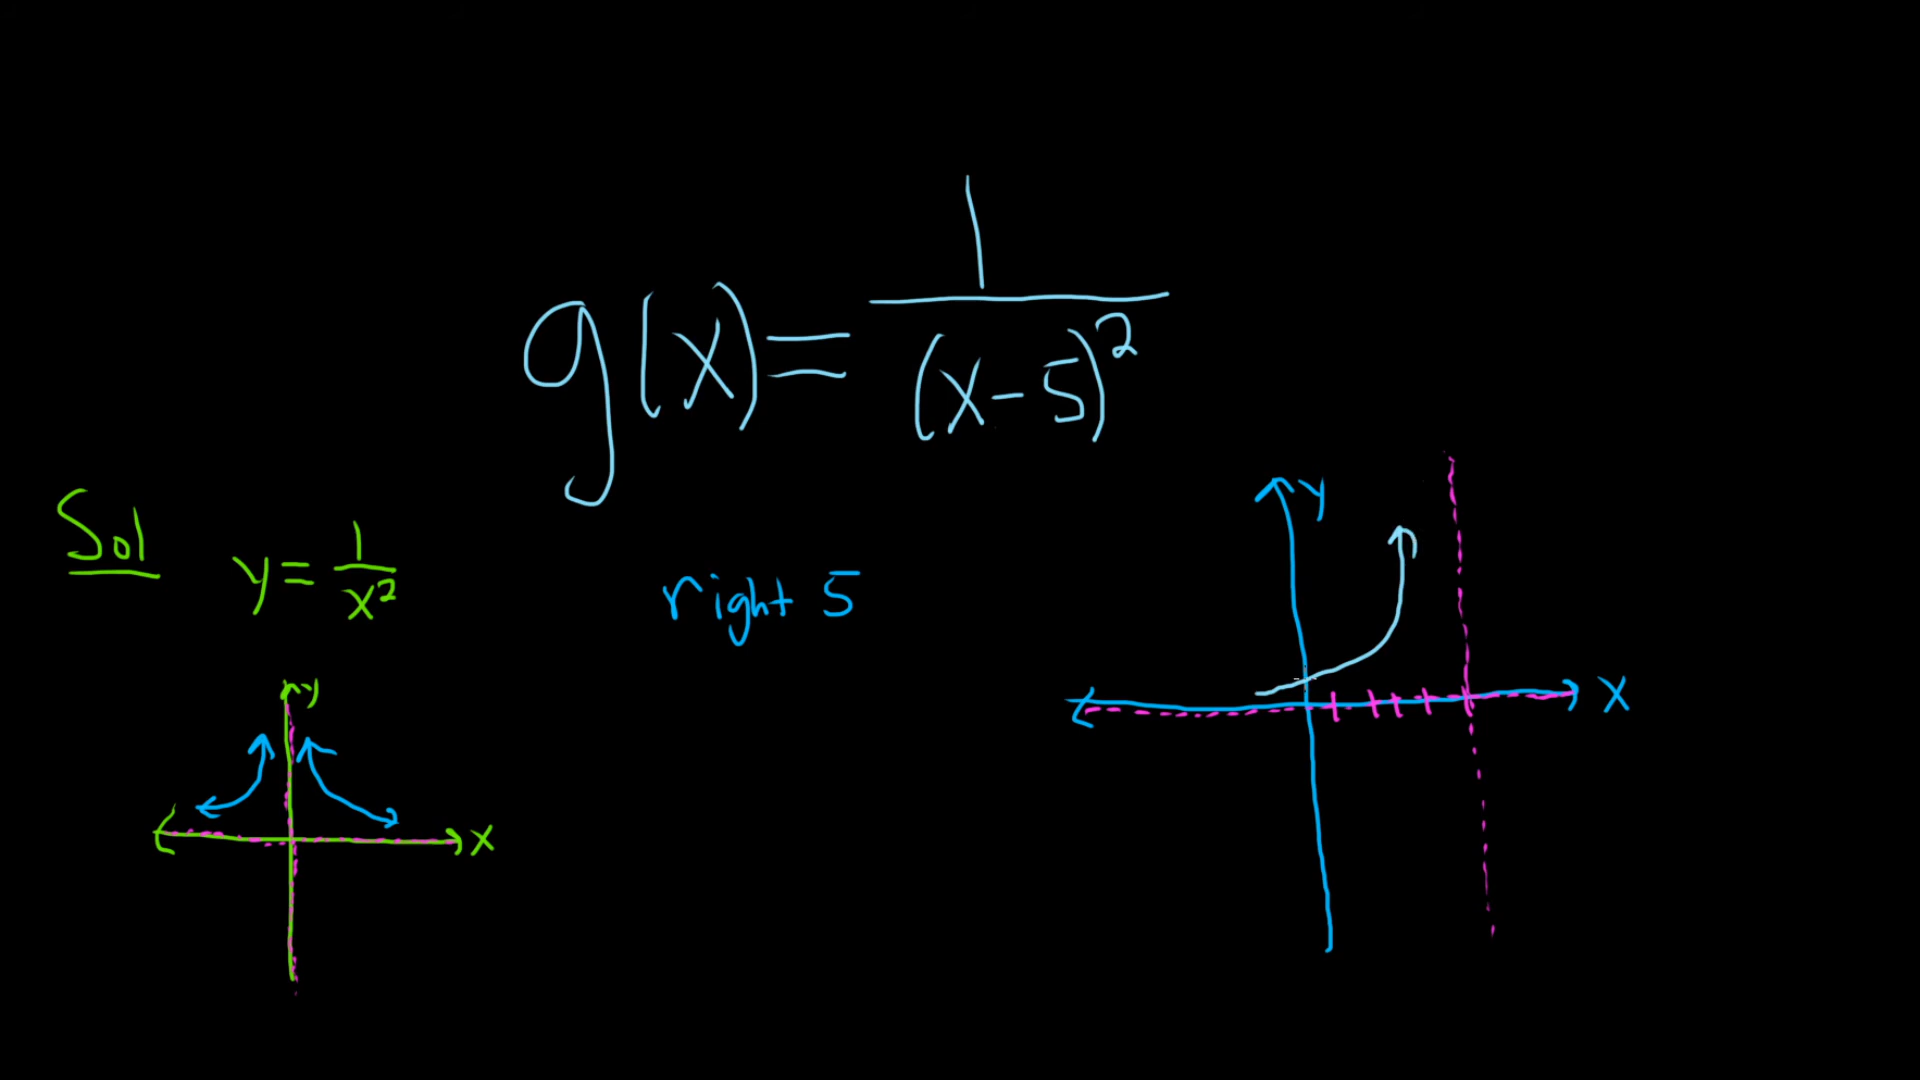 g(x) = 1/(x-5)²
Sol y = 1/x²
right 5
y
x
y
x